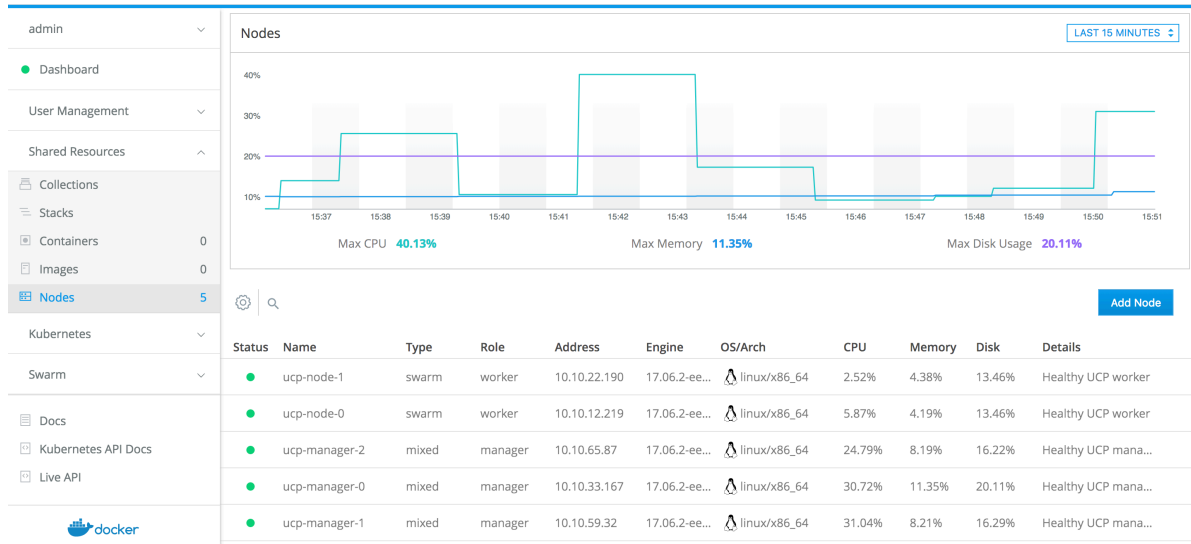 admin
Dashboard
User Management
Shared Resources
Collections
Stacks
Containers 0
Images 0
Nodes 5
Kubernetes
Swarm
Docs
Kubernetes API Docs
Live API
docker
Nodes
LAST 15 MINUTES
40%
30%
20%
10%
15:37 15:38 15:39 15:40 15:41 15:42 15:43 15:44 15:45 15:46 15:47 15:48 15:49 15:50 15:51
Max CPU 40.13% Max Memory 11.35% Max Disk Usage 20.11%
Add Node
Status Name Type Role Address Engine OS/Arch CPU Memory Disk Details
ucp-node-1 swarm worker 10.10.22.190 17.06.2-ee... linux/x86_64 2.52% 4.38% 13.46% Healthy UCP worker
ucp-node-0 swarm worker 10.10.12.219 17.06.2-ee... linux/x86_64 5.87% 4.19% 13.46% Healthy UCP worker
ucp-manager-2 mixed manager 10.10.65.87 17.06.2-ee... linux/x86_64 24.79% 8.19% 16.22% Healthy UCP mana...
ucp-manager-0 mixed manager 10.10.33.167 17.06.2-ee... linux/x86_64 30.72% 11.35% 20.11% Healthy UCP mana...
ucp-manager-1 mixed manager 10.10.59.32 17.06.2-ee... linux/x86_64 31.04% 8.21% 16.29% Healthy UCP mana...